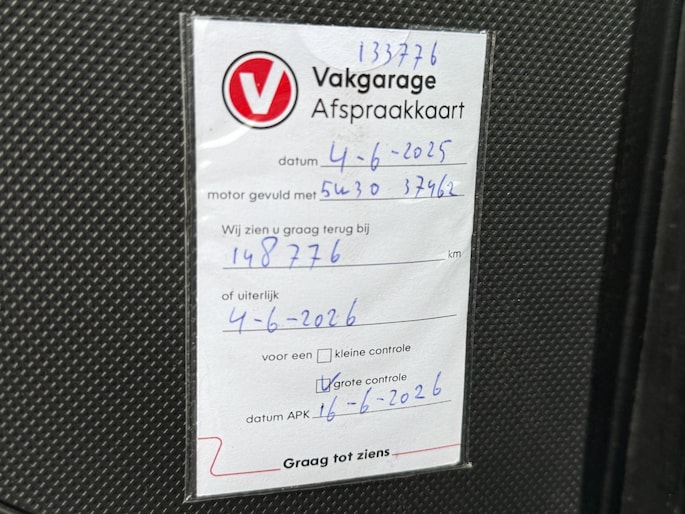 133776
V
Vakgarage
Afspraakkaart
datum 4-6-2025
motor gevuld met 5W30 37462
Wij zien u graag terug bij
148776 km
of uiterlijk
4-6-2026
voor een kleine controle
grote controle
datum APK 16-6-2026
Graag tot ziens